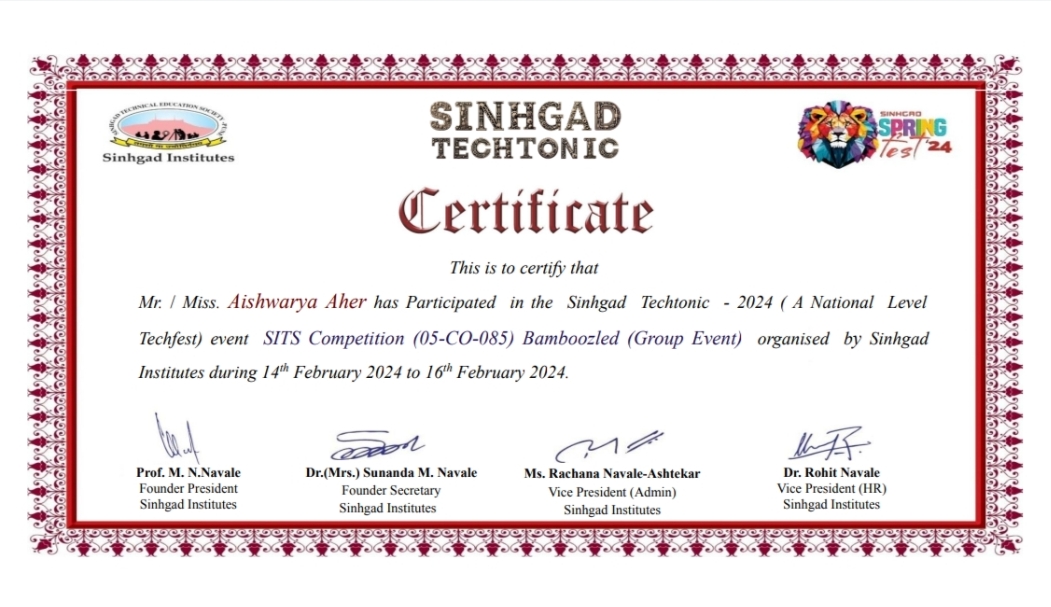 SINHGAD TECHNICAL EDUCATION SOCIETY
Sinhgad Institutes
SINHGAD
TECHTONIC
SINHGAD
SPRING
fest '24
Certificate
This is to certify that
Mr. / Miss. Aishwarya Aher has Participated in the Sinhgad Techtonic - 2024 ( A National Level
Techfest) event SITS Competition (05-CO-085) Bamboozled (Group Event) organised by Sinhgad
Institutes during 14th February 2024 to 16th February 2024.
Prof. M. N.Navale
Founder President
Sinhgad Institutes
Dr.(Mrs.) Sunanda M. Navale
Founder Secretary
Sinhgad Institutes
Ms. Rachana Navale-Ashtekar
Vice President (Admin)
Sinhgad Institutes
Dr. Rohit Navale
Vice President (HR)
Sinhgad Institutes